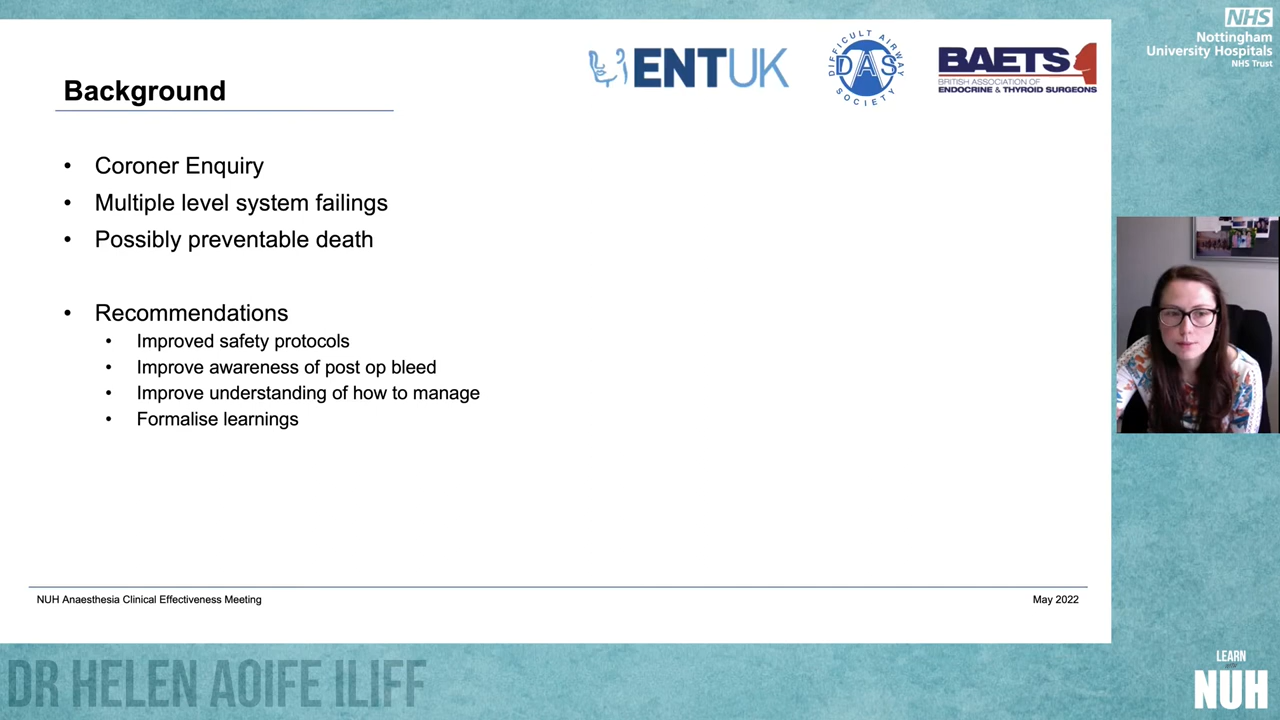 NHS
Nottingham
University Hospitals
NHS Trust
ENTUK
DIFFICULT AIRWAY
DAS
SOCIETY
BAETS
BRITISH ASSOCIATION OF
ENDOCRINE & THYROID SURGEONS
Background
• Coroner Enquiry
• Multiple level system failings
• Possibly preventable death
• Recommendations
• Improved safety protocols
• Improve awareness of post op bleed
• Improve understanding of how to manage
• Formalise learnings
NUH Anaesthesia Clinical Effectiveness Meeting
May 2022
DR HELEN AOIFE ILIFF
LEARN
NUH